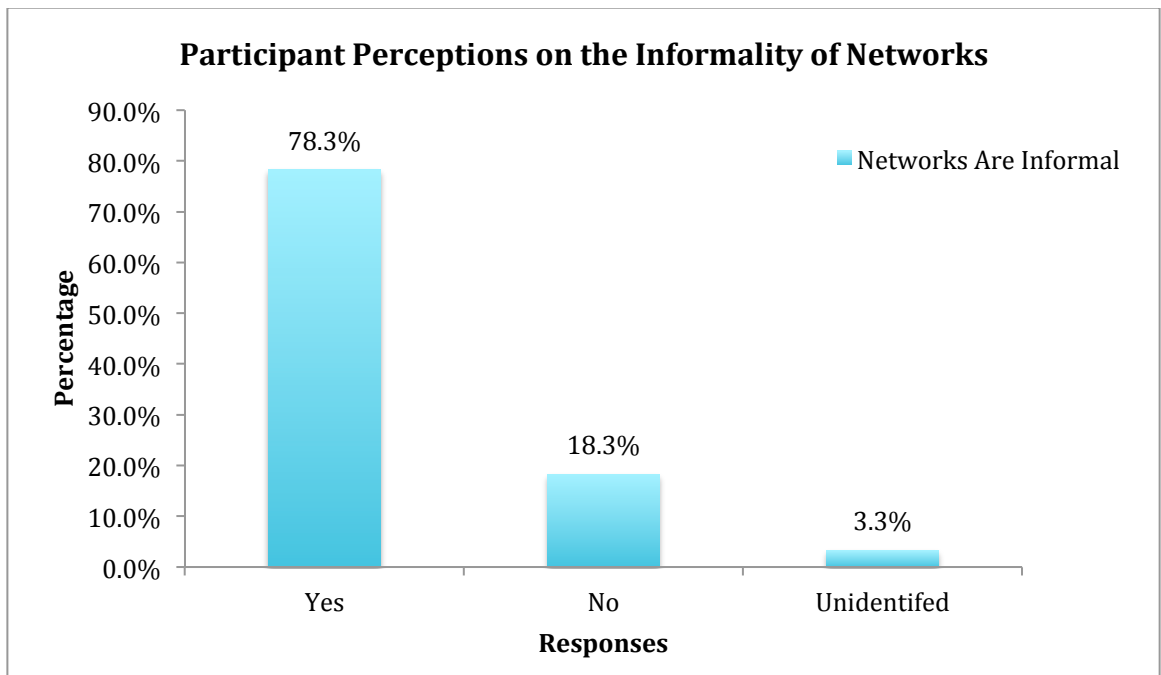 Participant Perceptions on the Informality of Networks
90.0%
80.0%
70.0%
60.0%
50.0%
40.0%
30.0%
20.0%
10.0%
0.0%
Percentage
78.3%
18.3%
3.3%
Networks Are Informal
Yes
No
Unidentifed
Responses